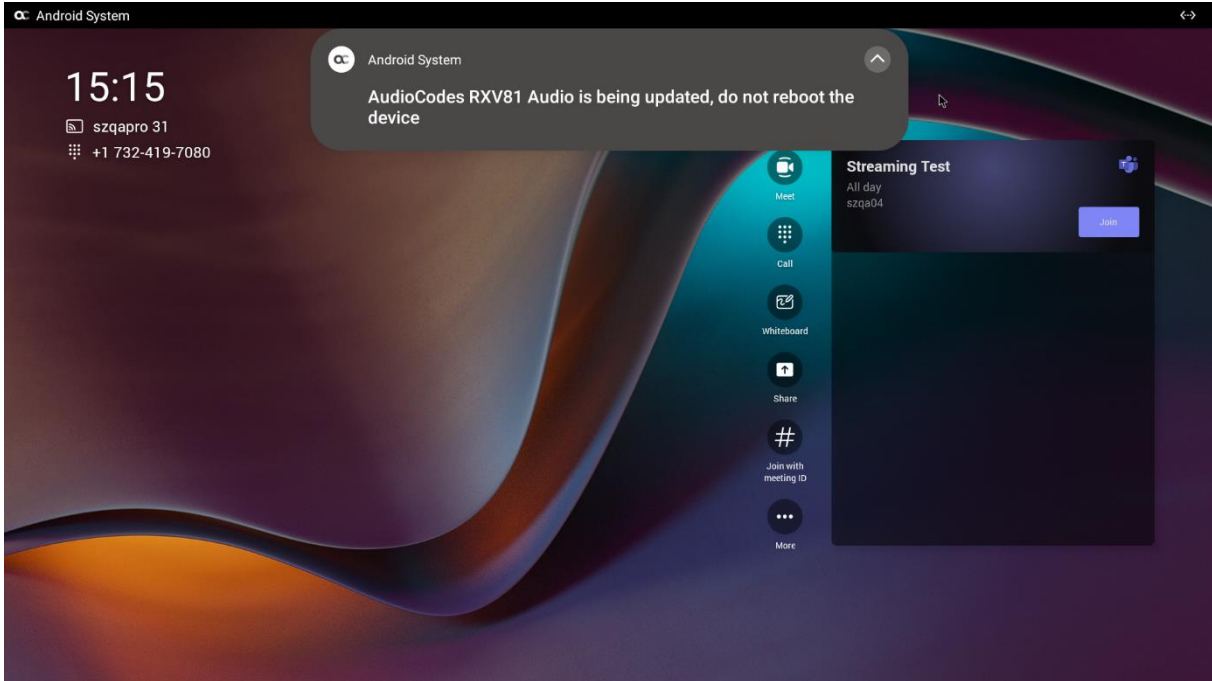 Android System
Android System
AudioCodes RXV81 Audio is being updated, do not reboot the
device
15:15
szqapro 31
+1 732-419-7080
Meet
Call
Whiteboard
Share
#
Join with
meeting ID
More
Streaming Test
All day
szqa04
Join